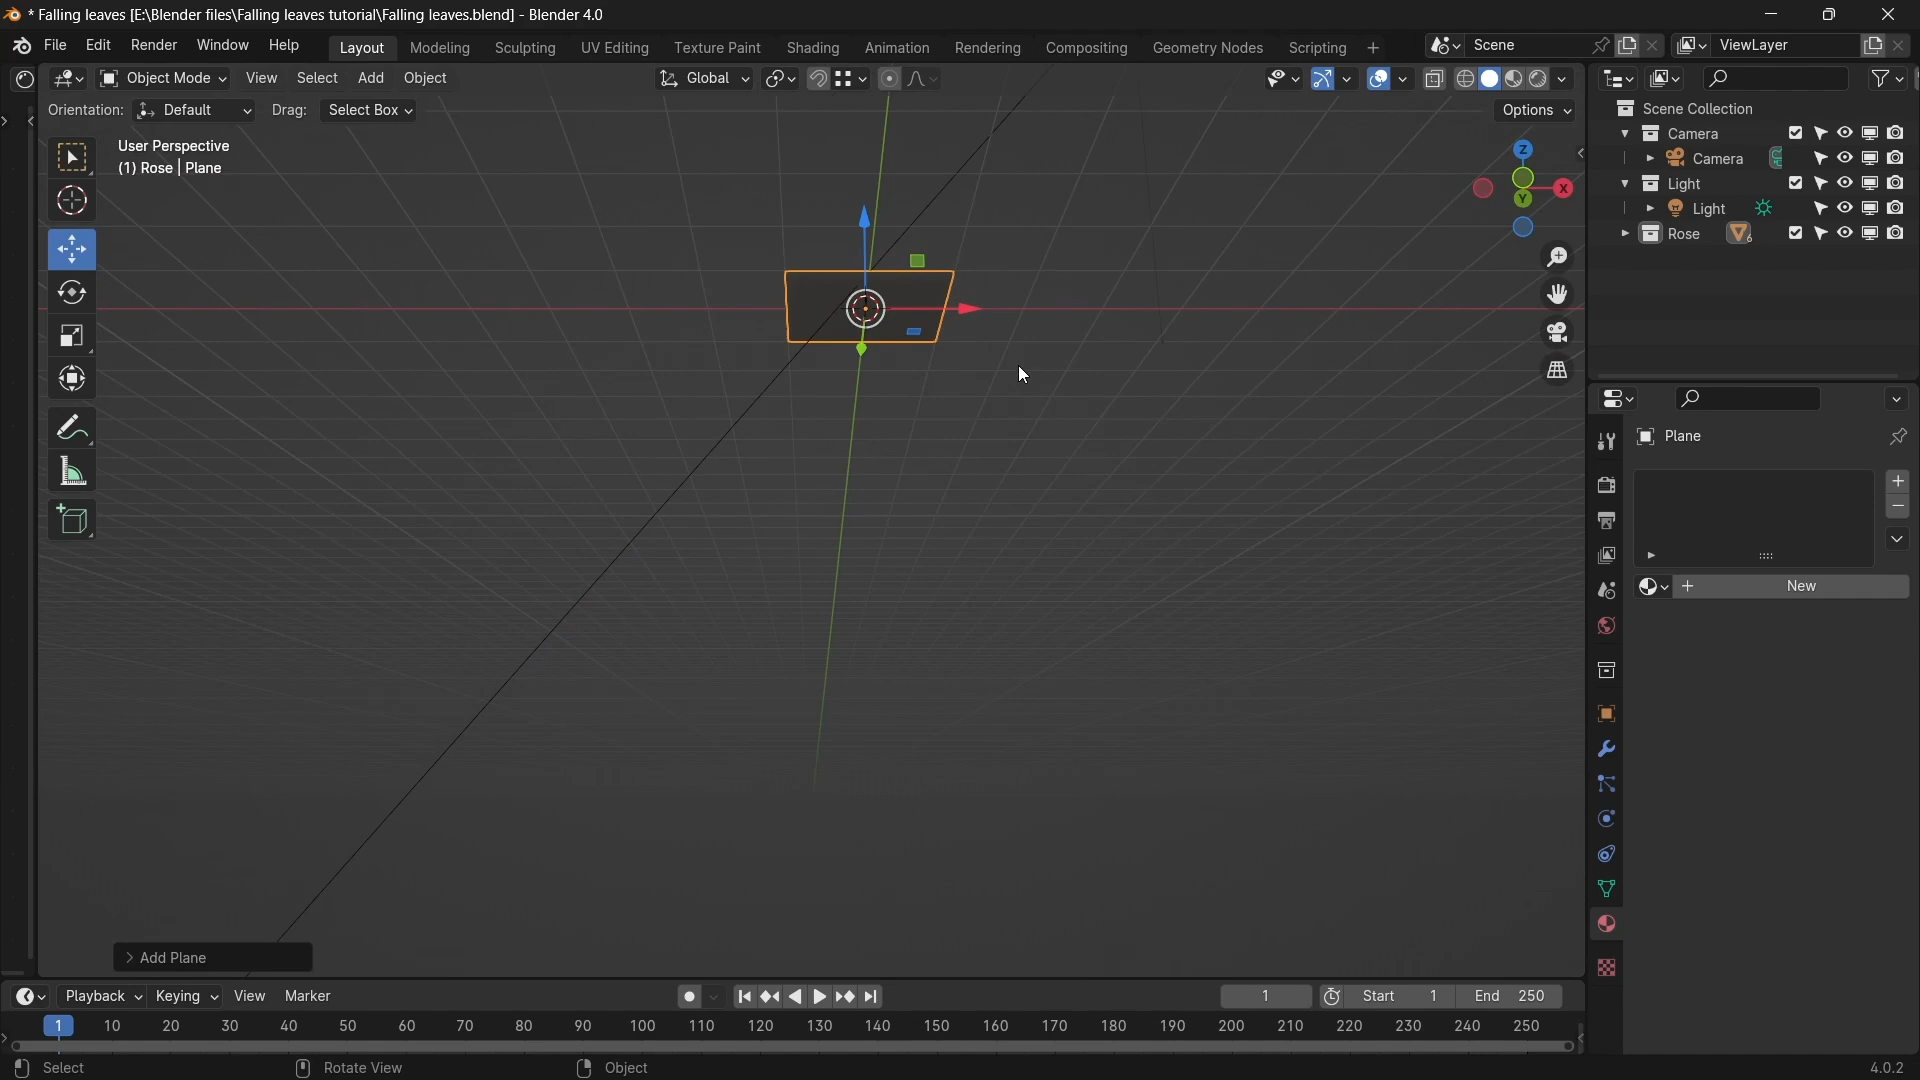 * Falling leaves [E:\Blender files\Falling leaves tutorial\Falling leaves.blend] - Blender 4.0
File Edit Render Window Help Layout Modeling Sculpting UV Editing Texture Paint Shading Animation Rendering Compositing Geometry Nodes Scripting + Scene ViewLayer
Object Mode View Select Add Object Global
Orientation: Default Drag: Select Box Options
User Perspective
(1) Rose | Plane
Z
X
Y
Scene Collection
Camera
Camera
Light
Light
Rose 6
Plane
New
Add Plane
Playback Keying View Marker 1 Start 1 End 250
1 10 20 30 40 50 60 70 80 90 100 110 120 130 140 150 160 170 180 190 200 210 220 230 240 250
Select Rotate View Object 4.0.2